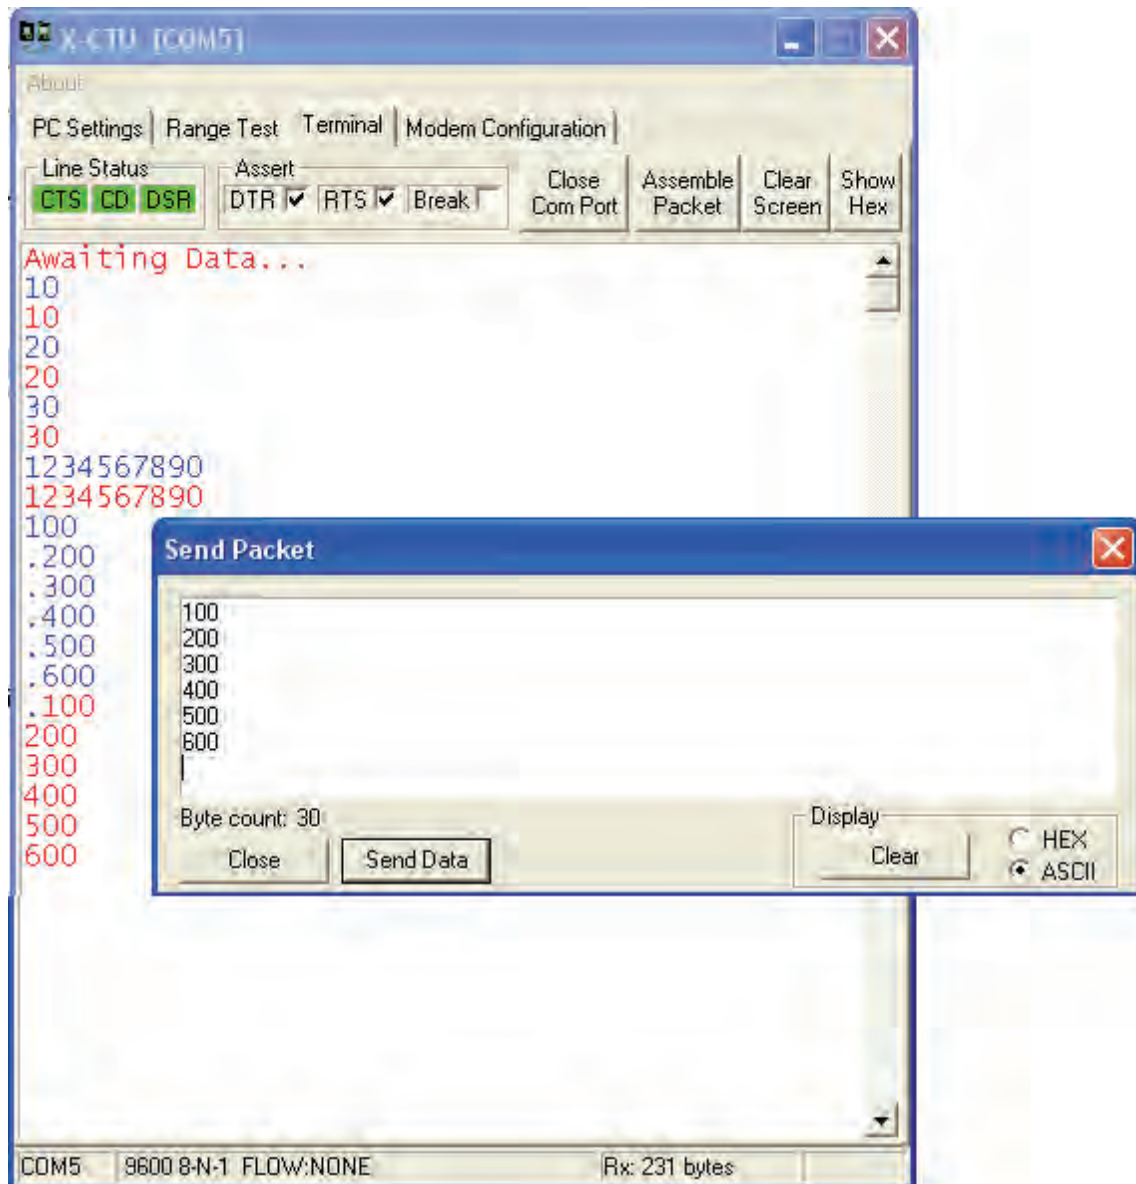 X-CTU [COM5]
About
PC Settings Range Test Terminal Modem Configuration
Line Status Assert
CTS CD DSR DTR RTS Break
Close Com Port
Assemble Packet
Clear Screen
Show Hex
Awaiting Data...
10
10
20
20
30
30
1234567890
1234567890
100
.200
.300
.400
.500
.600
.100
200
300
400
500
600
Send Packet
100
200
300
400
500
600
Byte count: 30
Close Send Data
Display
Clear
HEX
ASCII
COM5 9600 8-N-1 FLOW:NONE Rx: 231 bytes